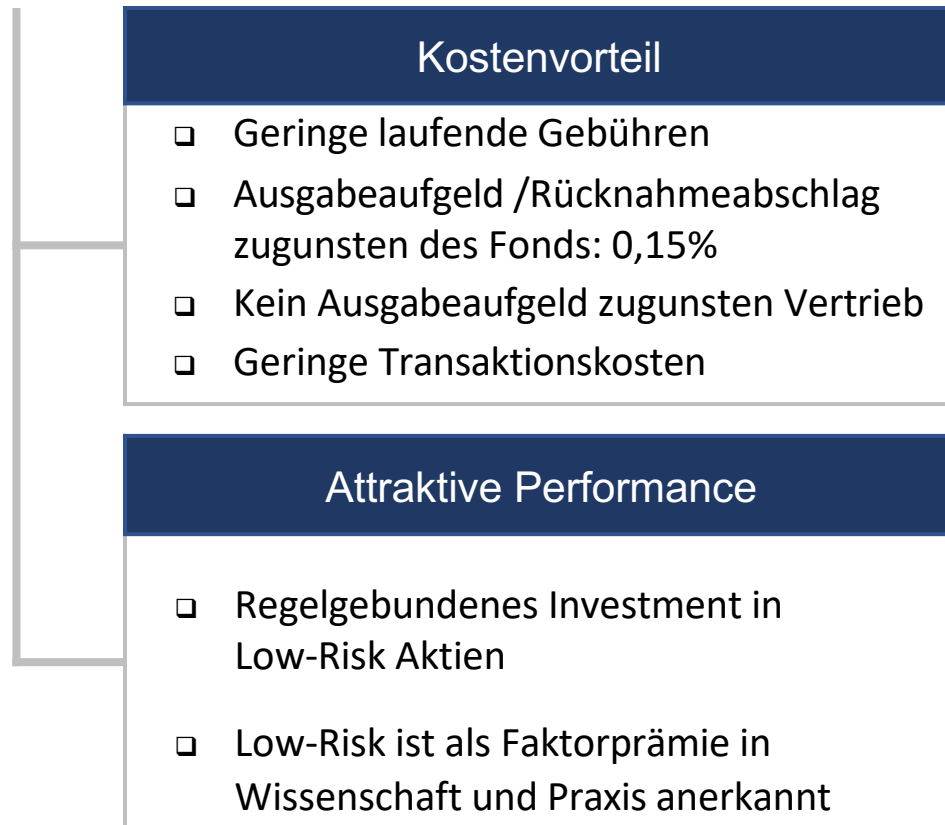 Kostenvorteil
❑ Geringe laufende Gebühren
❑ Ausgabeaufgeld /Rücknahmeabschlag
zugunsten des Fonds: 0,15%
❑ Kein Ausgabeaufgeld zugunsten Vertrieb
❑ Geringe Transaktionskosten
Attraktive Performance
❑ Regelgebundenes Investment in
Low-Risk Aktien
❑ Low-Risk ist als Faktorprämie in
Wissenschaft und Praxis anerkannt